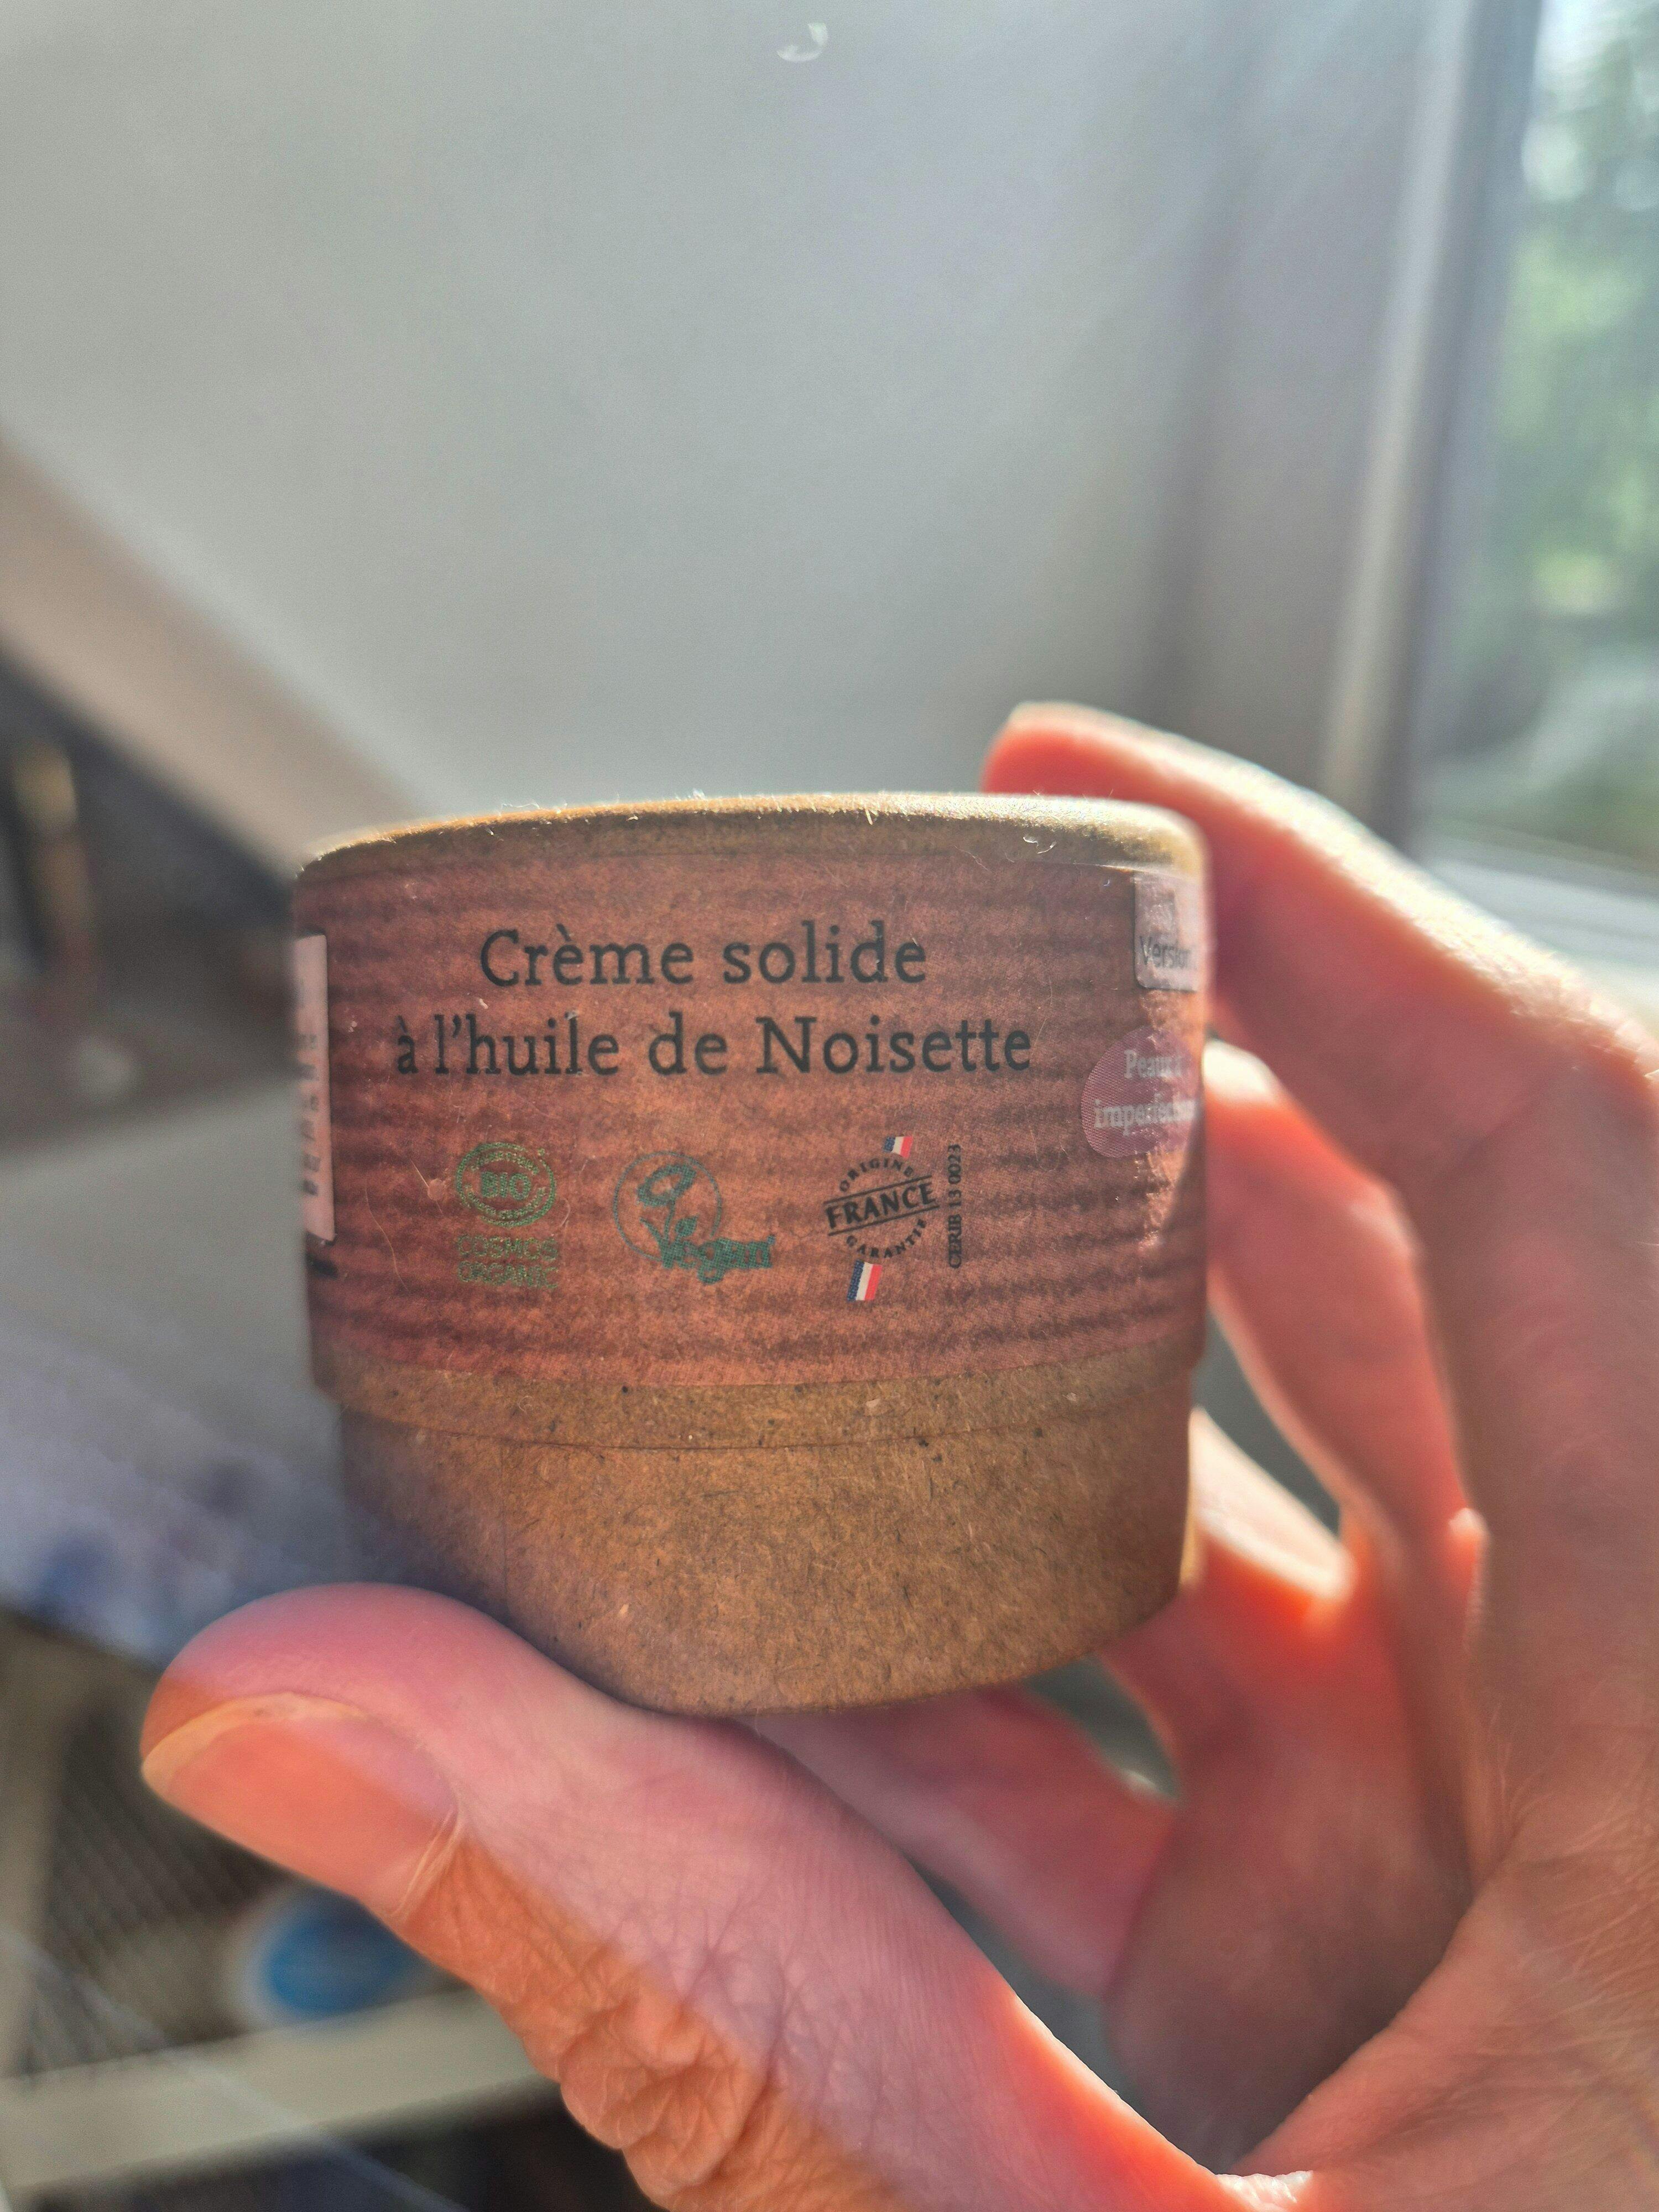 Crème solide
à l'huile de Noisette
BIO
COSMOS
ORGANIC
Vegan
ORIGINE
FRANCE
GARANTIE
CERIB 13 0023
Version
Peaux à